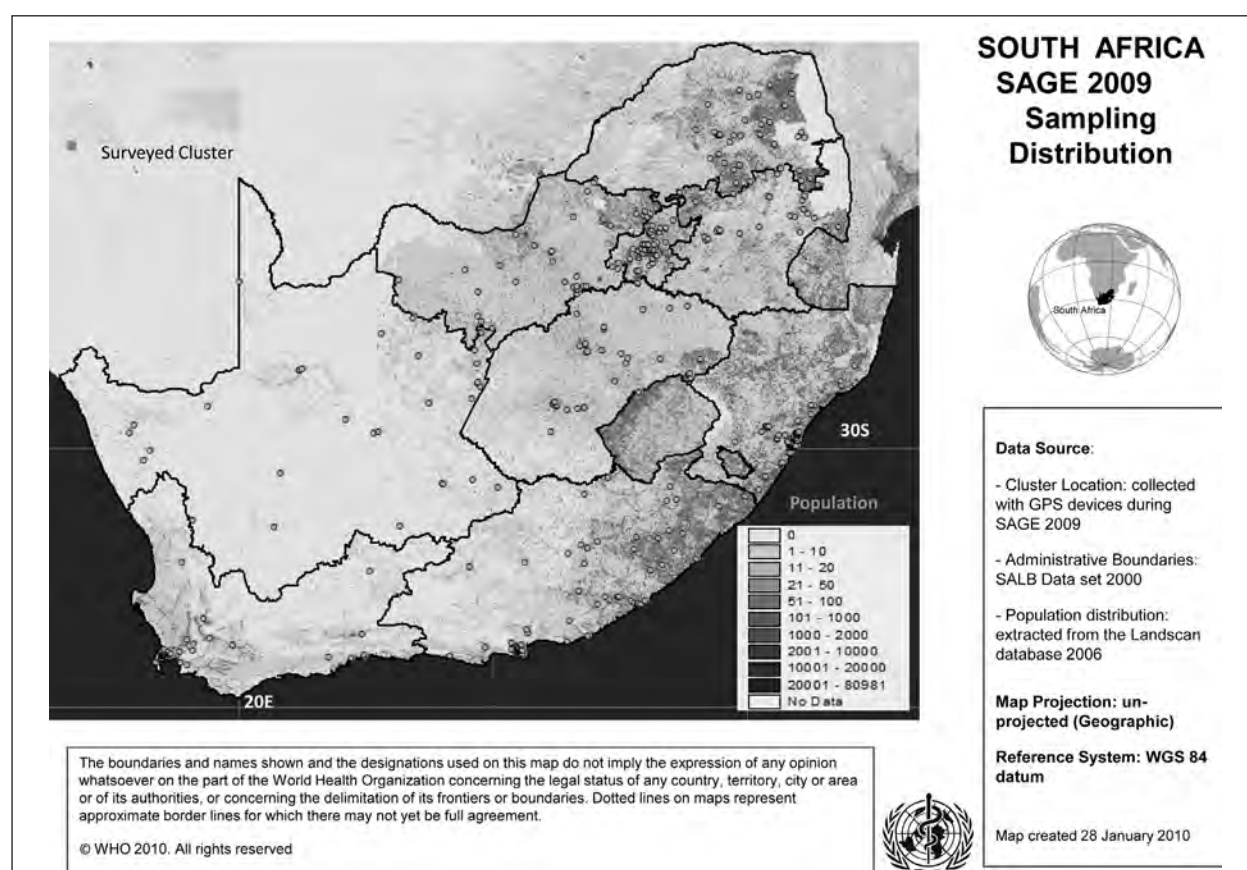 SOUTH AFRICA
SAGE 2009
Sampling
Distribution
Surveyed Cluster
South Africa
30S
20E
Population
0
1 - 10
11 - 20
21 - 50
51 - 100
101 - 1000
1000 - 2000
2001 - 10000
10001 - 20000
20001 - 80981
No Data
Data Source:
- Cluster Location: collected
with GPS devices during
SAGE 2009
- Administrative Boundaries:
SALB Data set 2000
- Population distribution:
extracted from the Landscan
database 2006
Map Projection: un-
projected (Geographic)
Reference System: WGS 84
datum
Map created 28 January 2010
The boundaries and names shown and the designations used on this map do not imply the expression of any opinion
whatsoever on the part of the World Health Organization concerning the legal status of any country, territory, city or area
or of its authorities, or concerning the delimitation of its frontiers or boundaries. Dotted lines on maps represent
approximate border lines for which there may not yet be full agreement.
© WHO 2010. All rights reserved